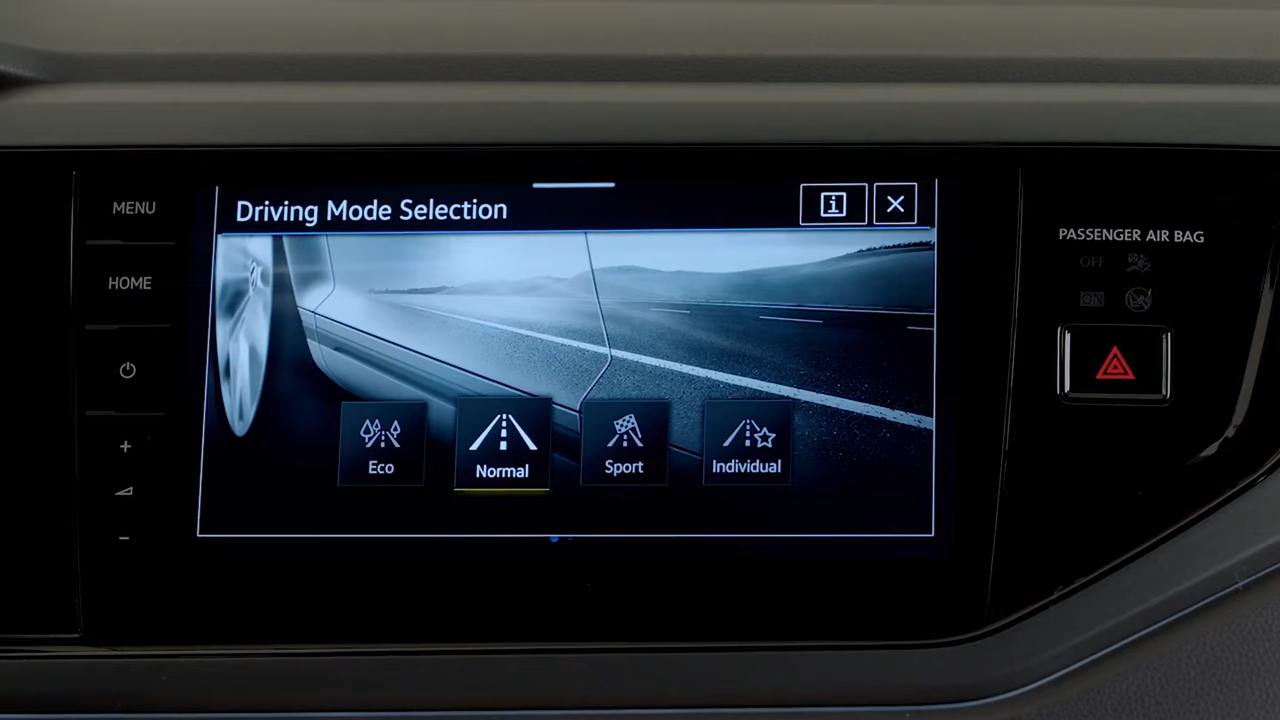 MENU
HOME
+
-
Driving Mode Selection
i
Eco
Normal
Sport
Individual
PASSENGER AIR BAG
OFF
ON